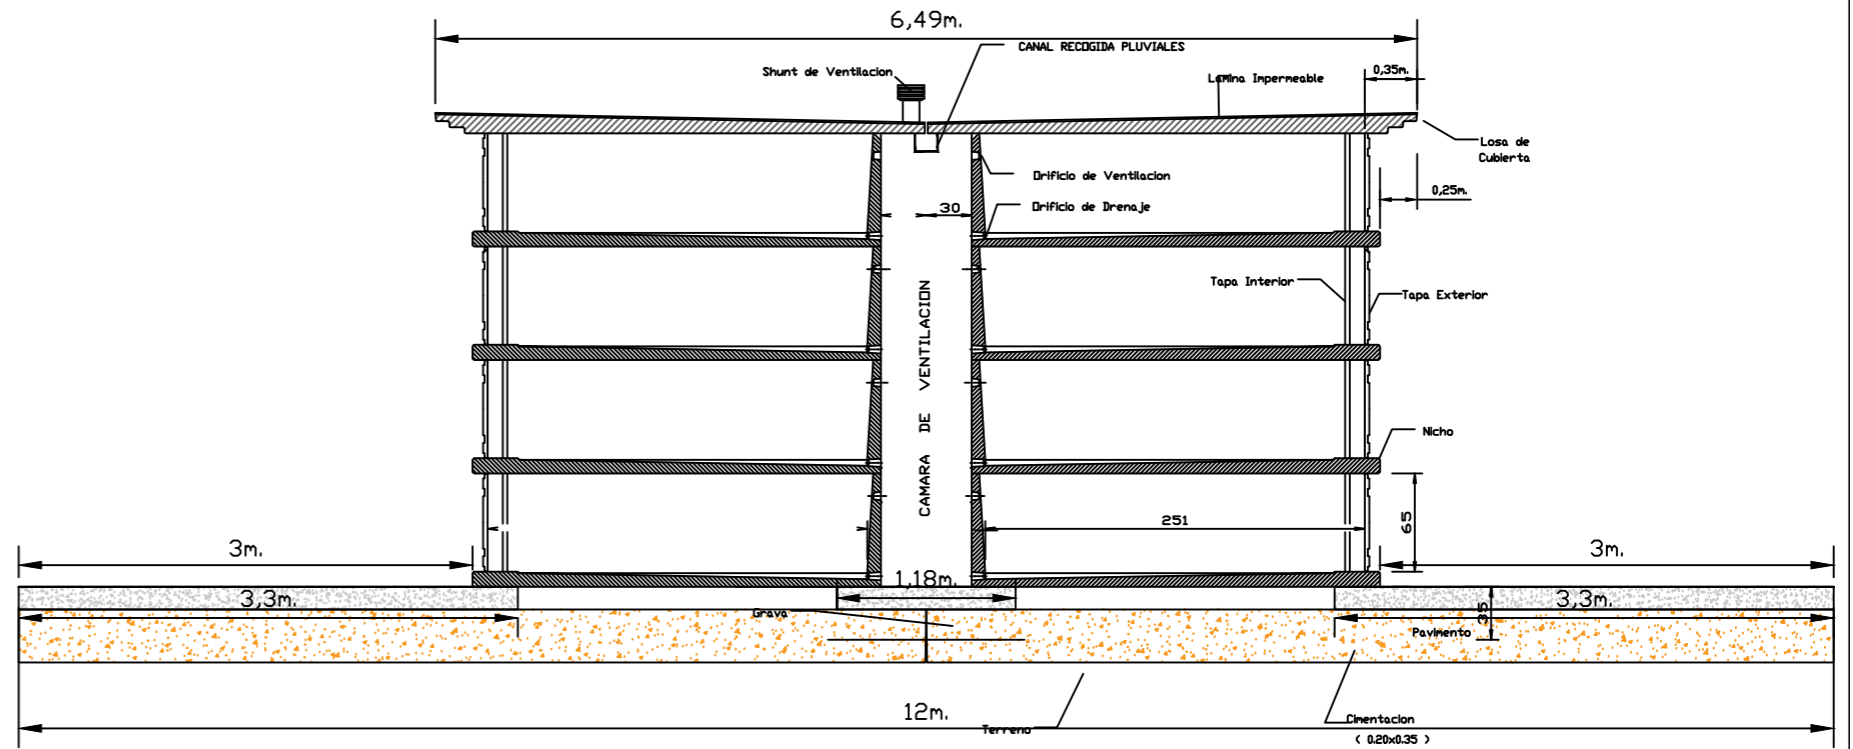 6,49m.
CANAL RECOGIDA PLUVIALES
Shunt de Ventilacion
Lamina Impermeable
0,35m.
Losa de
Cubierta
Orificio de Ventilacion
0,25m.
30
Orificio de Drenaje
Tapa Interior
Tapa Exterior
CAMARA DE VENTILACION
Nicho
251
65
3m.
3m.
1,18m.
3,3m.
3,3m.
Grava
35
Pavimento
12m.
Terreno
Cimentacion
( 0.20x0.35 )